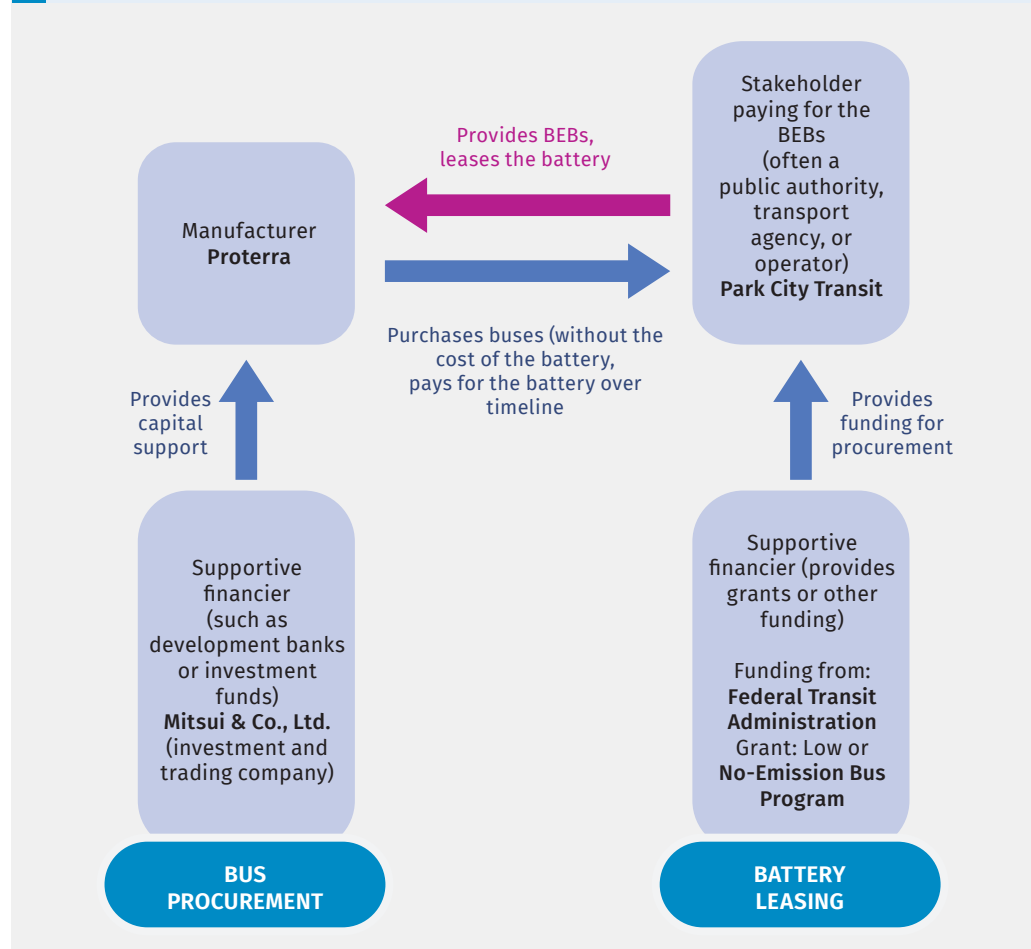 Stakeholder
paying for the
BEBs
(often a
public authority,
transport
agency, or
operator)
Park City Transit
Provides BEBs,
leases the battery
Manufacturer
Proterra
Purchases buses (without the
cost of the battery,
pays for the battery over
timeline
Provides
capital
support
Provides
funding for
procurement
Supportive
financier
(such as
development banks
or investment
funds)
Mitsui & Co., Ltd.
(investment and
trading company)
Supportive
financier (provides
grants or other
funding)
Funding from:
Federal Transit
Administration
Grant: Low or
No-Emission Bus
Program
BUS
PROCUREMENT
BATTERY
LEASING